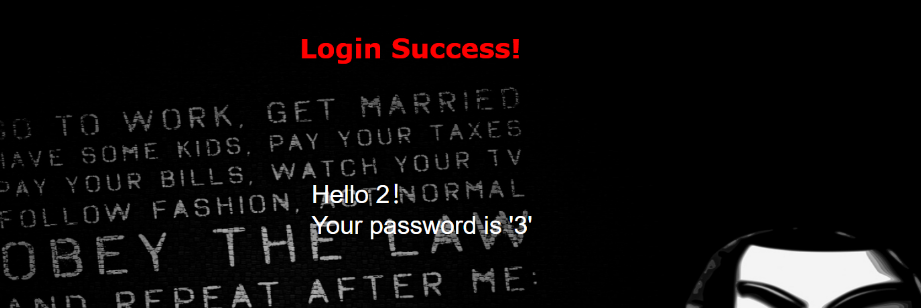 Login Success!
GO TO WORK, GET MARRIED
HAVE SOME KIDS, PAY YOUR TAXES
PAY YOUR BILLS, WATCH YOUR TV
FOLLOW FASHION, ACT NORMAL
Hello 2!
OBEY THE LAW
Your password is '3'
AND REPEAT AFTER ME: